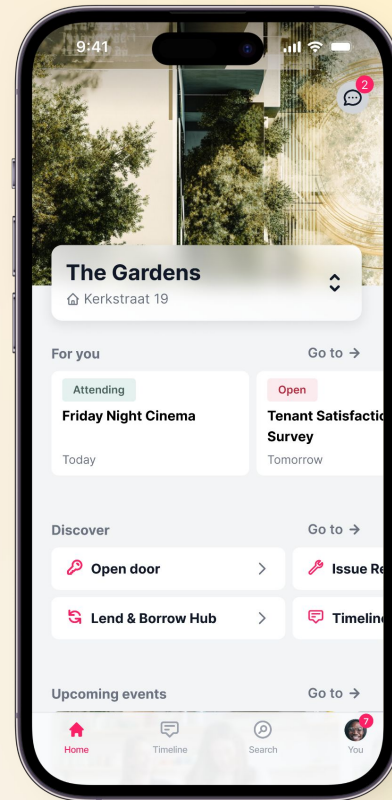 9:41
2
The Gardens
Kerkstraat 19
For you
Go to →
Attending
Open
Friday Night Cinema
Tenant Satisfactio
Survey
Today
Tomorrow
Discover
Go to →
Open door
Issue Re
Lend & Borrow Hub
Timeline
Upcoming events
Go to →
7
Home
Timeline
Search
You